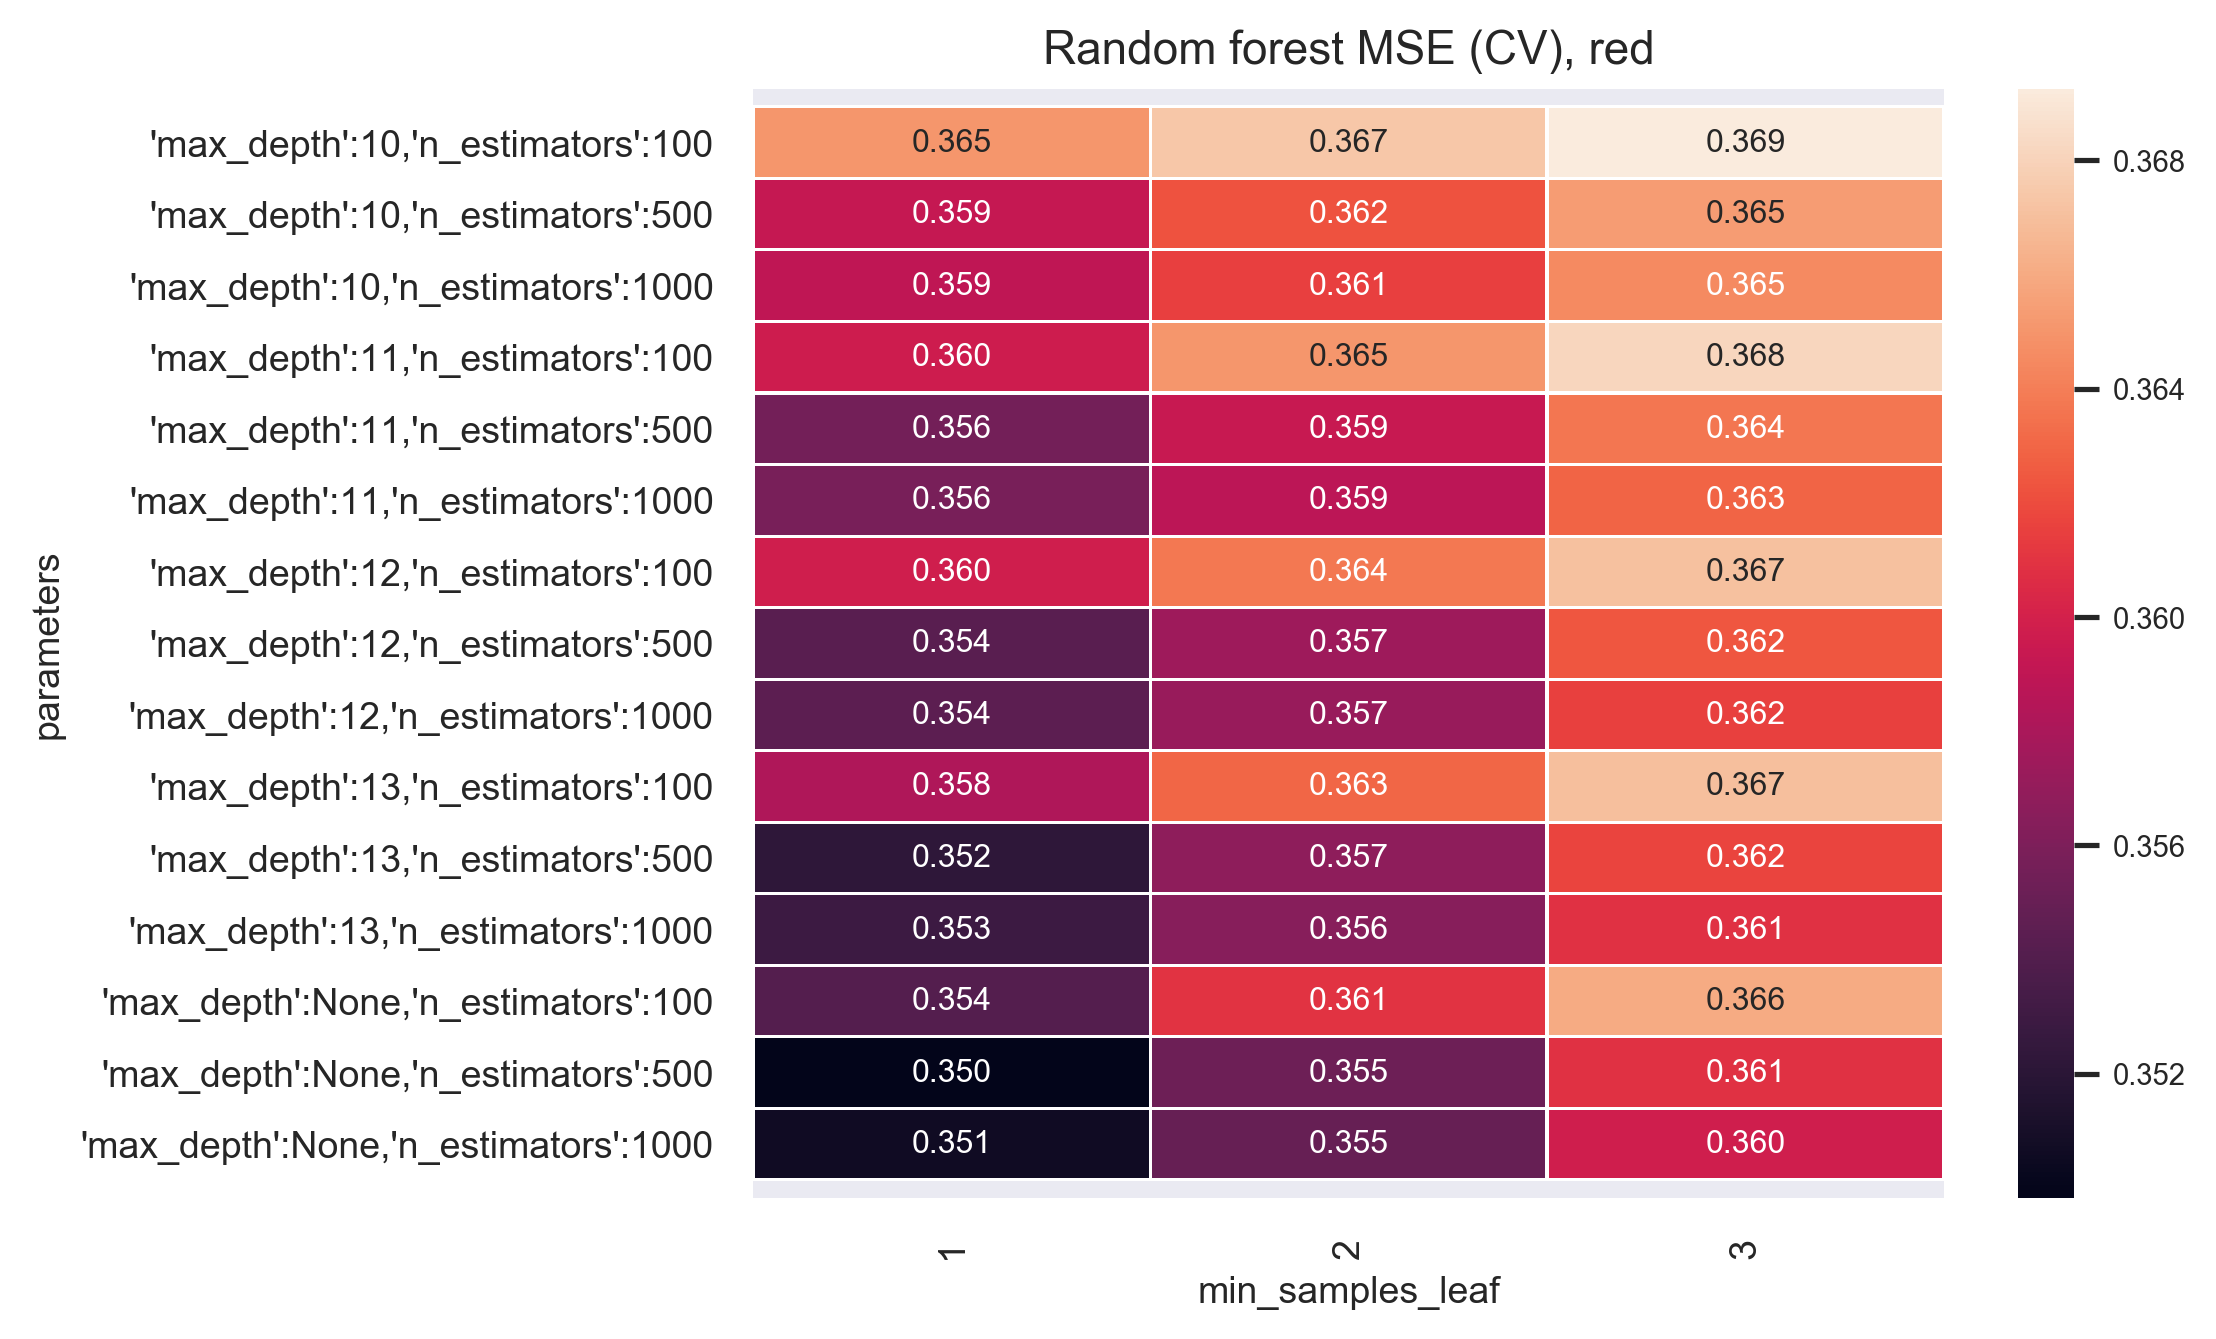 Random forest MSE (CV), red
parameters
'max_depth':10,'n_estimators':100 0.365 0.367 0.369
'max_depth':10,'n_estimators':500 0.359 0.362 0.365
'max_depth':10,'n_estimators':1000 0.359 0.361 0.365
'max_depth':11,'n_estimators':100 0.360 0.365 0.368
'max_depth':11,'n_estimators':500 0.356 0.359 0.364
'max_depth':11,'n_estimators':1000 0.356 0.359 0.363
'max_depth':12,'n_estimators':100 0.360 0.364 0.367
'max_depth':12,'n_estimators':500 0.354 0.357 0.362
'max_depth':12,'n_estimators':1000 0.354 0.357 0.362
'max_depth':13,'n_estimators':100 0.358 0.363 0.367
'max_depth':13,'n_estimators':500 0.352 0.357 0.362
'max_depth':13,'n_estimators':1000 0.353 0.356 0.361
'max_depth':None,'n_estimators':100 0.354 0.361 0.366
'max_depth':None,'n_estimators':500 0.350 0.355 0.361
'max_depth':None,'n_estimators':1000 0.351 0.355 0.360
1 2 3
min_samples_leaf
0.368
0.364
0.360
0.356
0.352